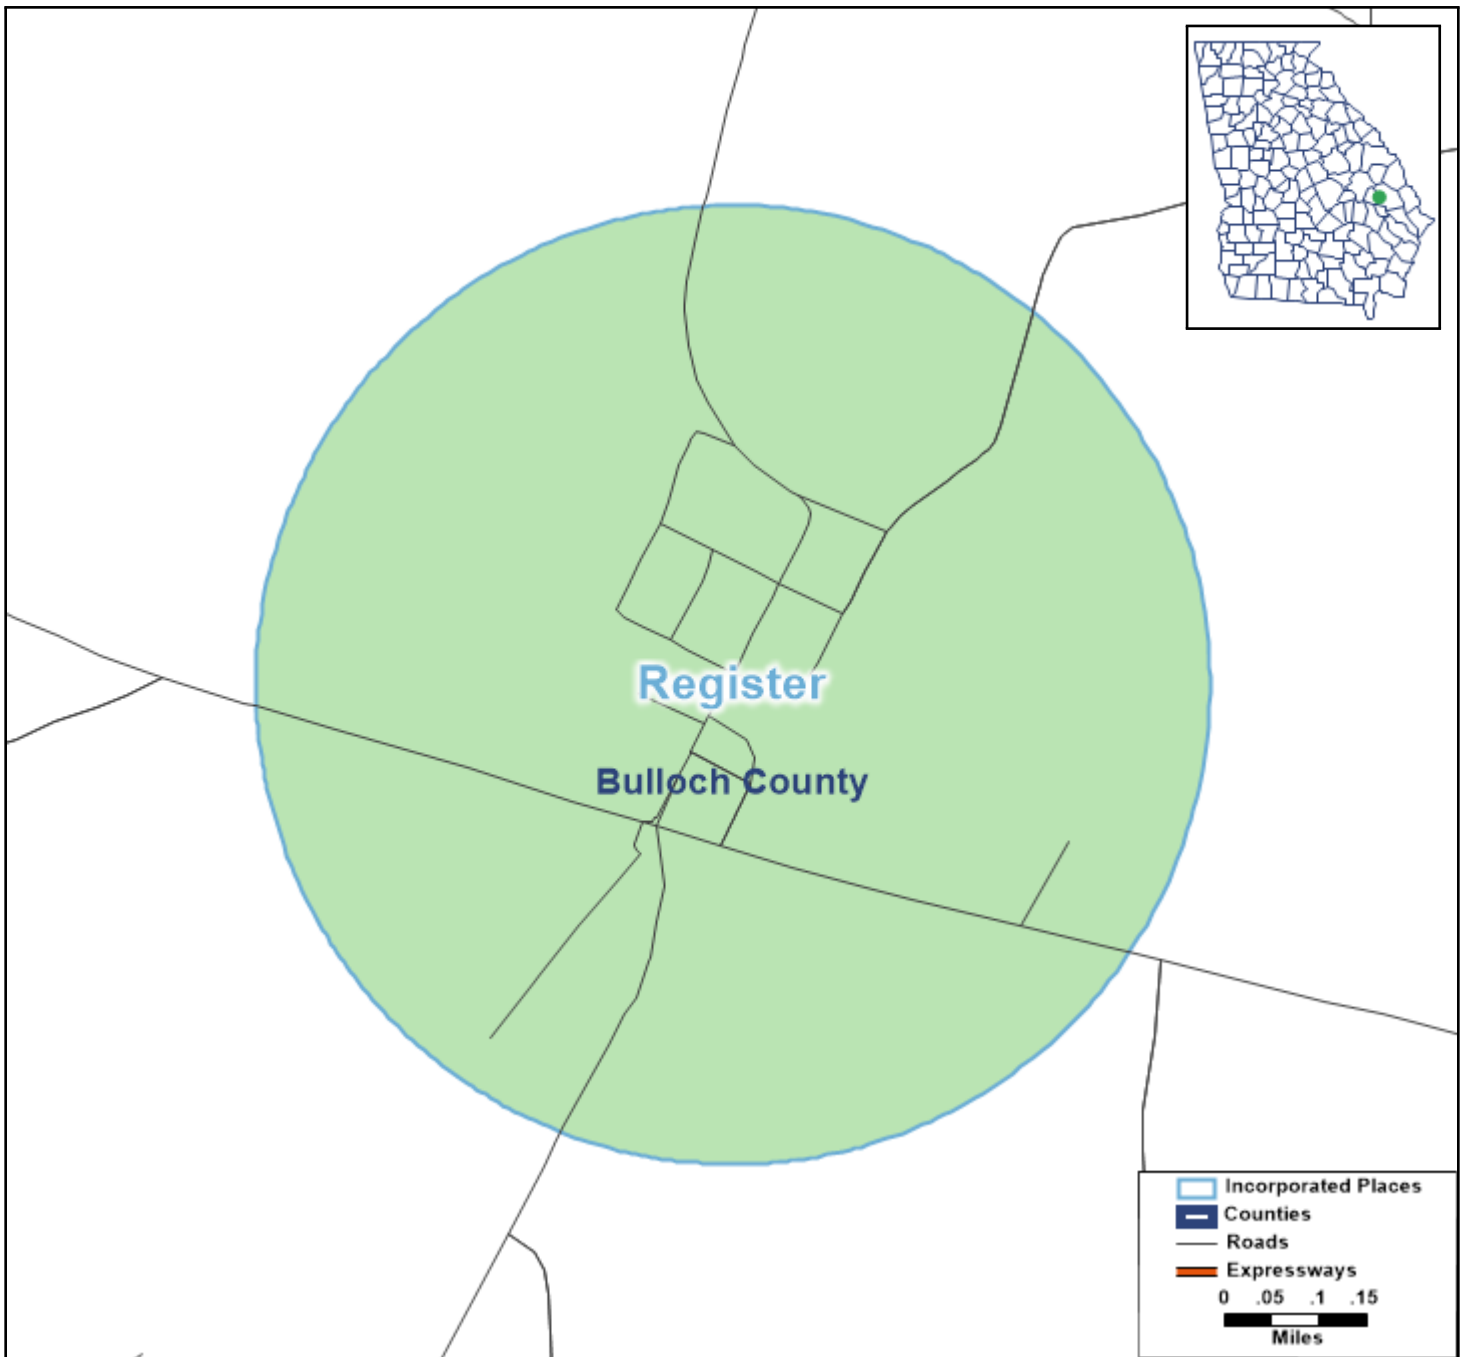 Register
Bulloch County
Incorporated Places
Counties
Roads
Expressways
0 .05 .1 .15
Miles